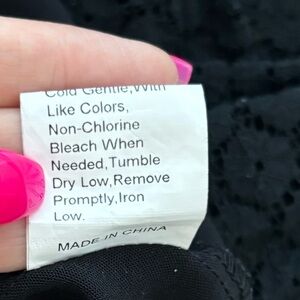 Cold Gentle,With
Like Colors,
Non-Chlorine
Bleach When
Needed,Tumble
Dry Low,Remove
Promptly,Iron
Low.
MADE IN CHINA